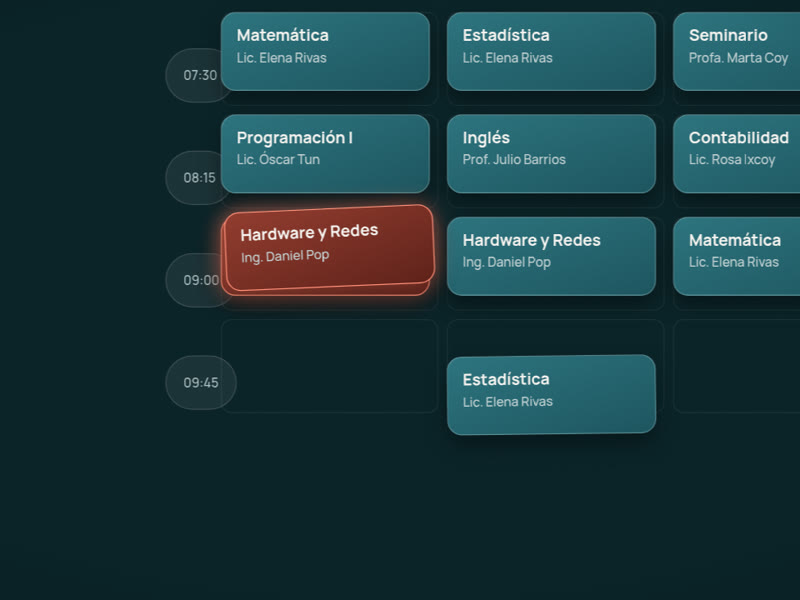 Matemática
Lic. Elena Rivas
Estadística
Lic. Elena Rivas
Seminario
Profa. Marta Coy
07:30
Programación I
Lic. Óscar Tun
Inglés
Prof. Julio Barrios
Contabilidad
Lic. Rosa Ixcoy
08:15
Hardware y Redes
Ing. Daniel Pop
Hardware y Redes
Ing. Daniel Pop
Matemática
Lic. Elena Rivas
09:00
09:45
Estadística
Lic. Elena Rivas